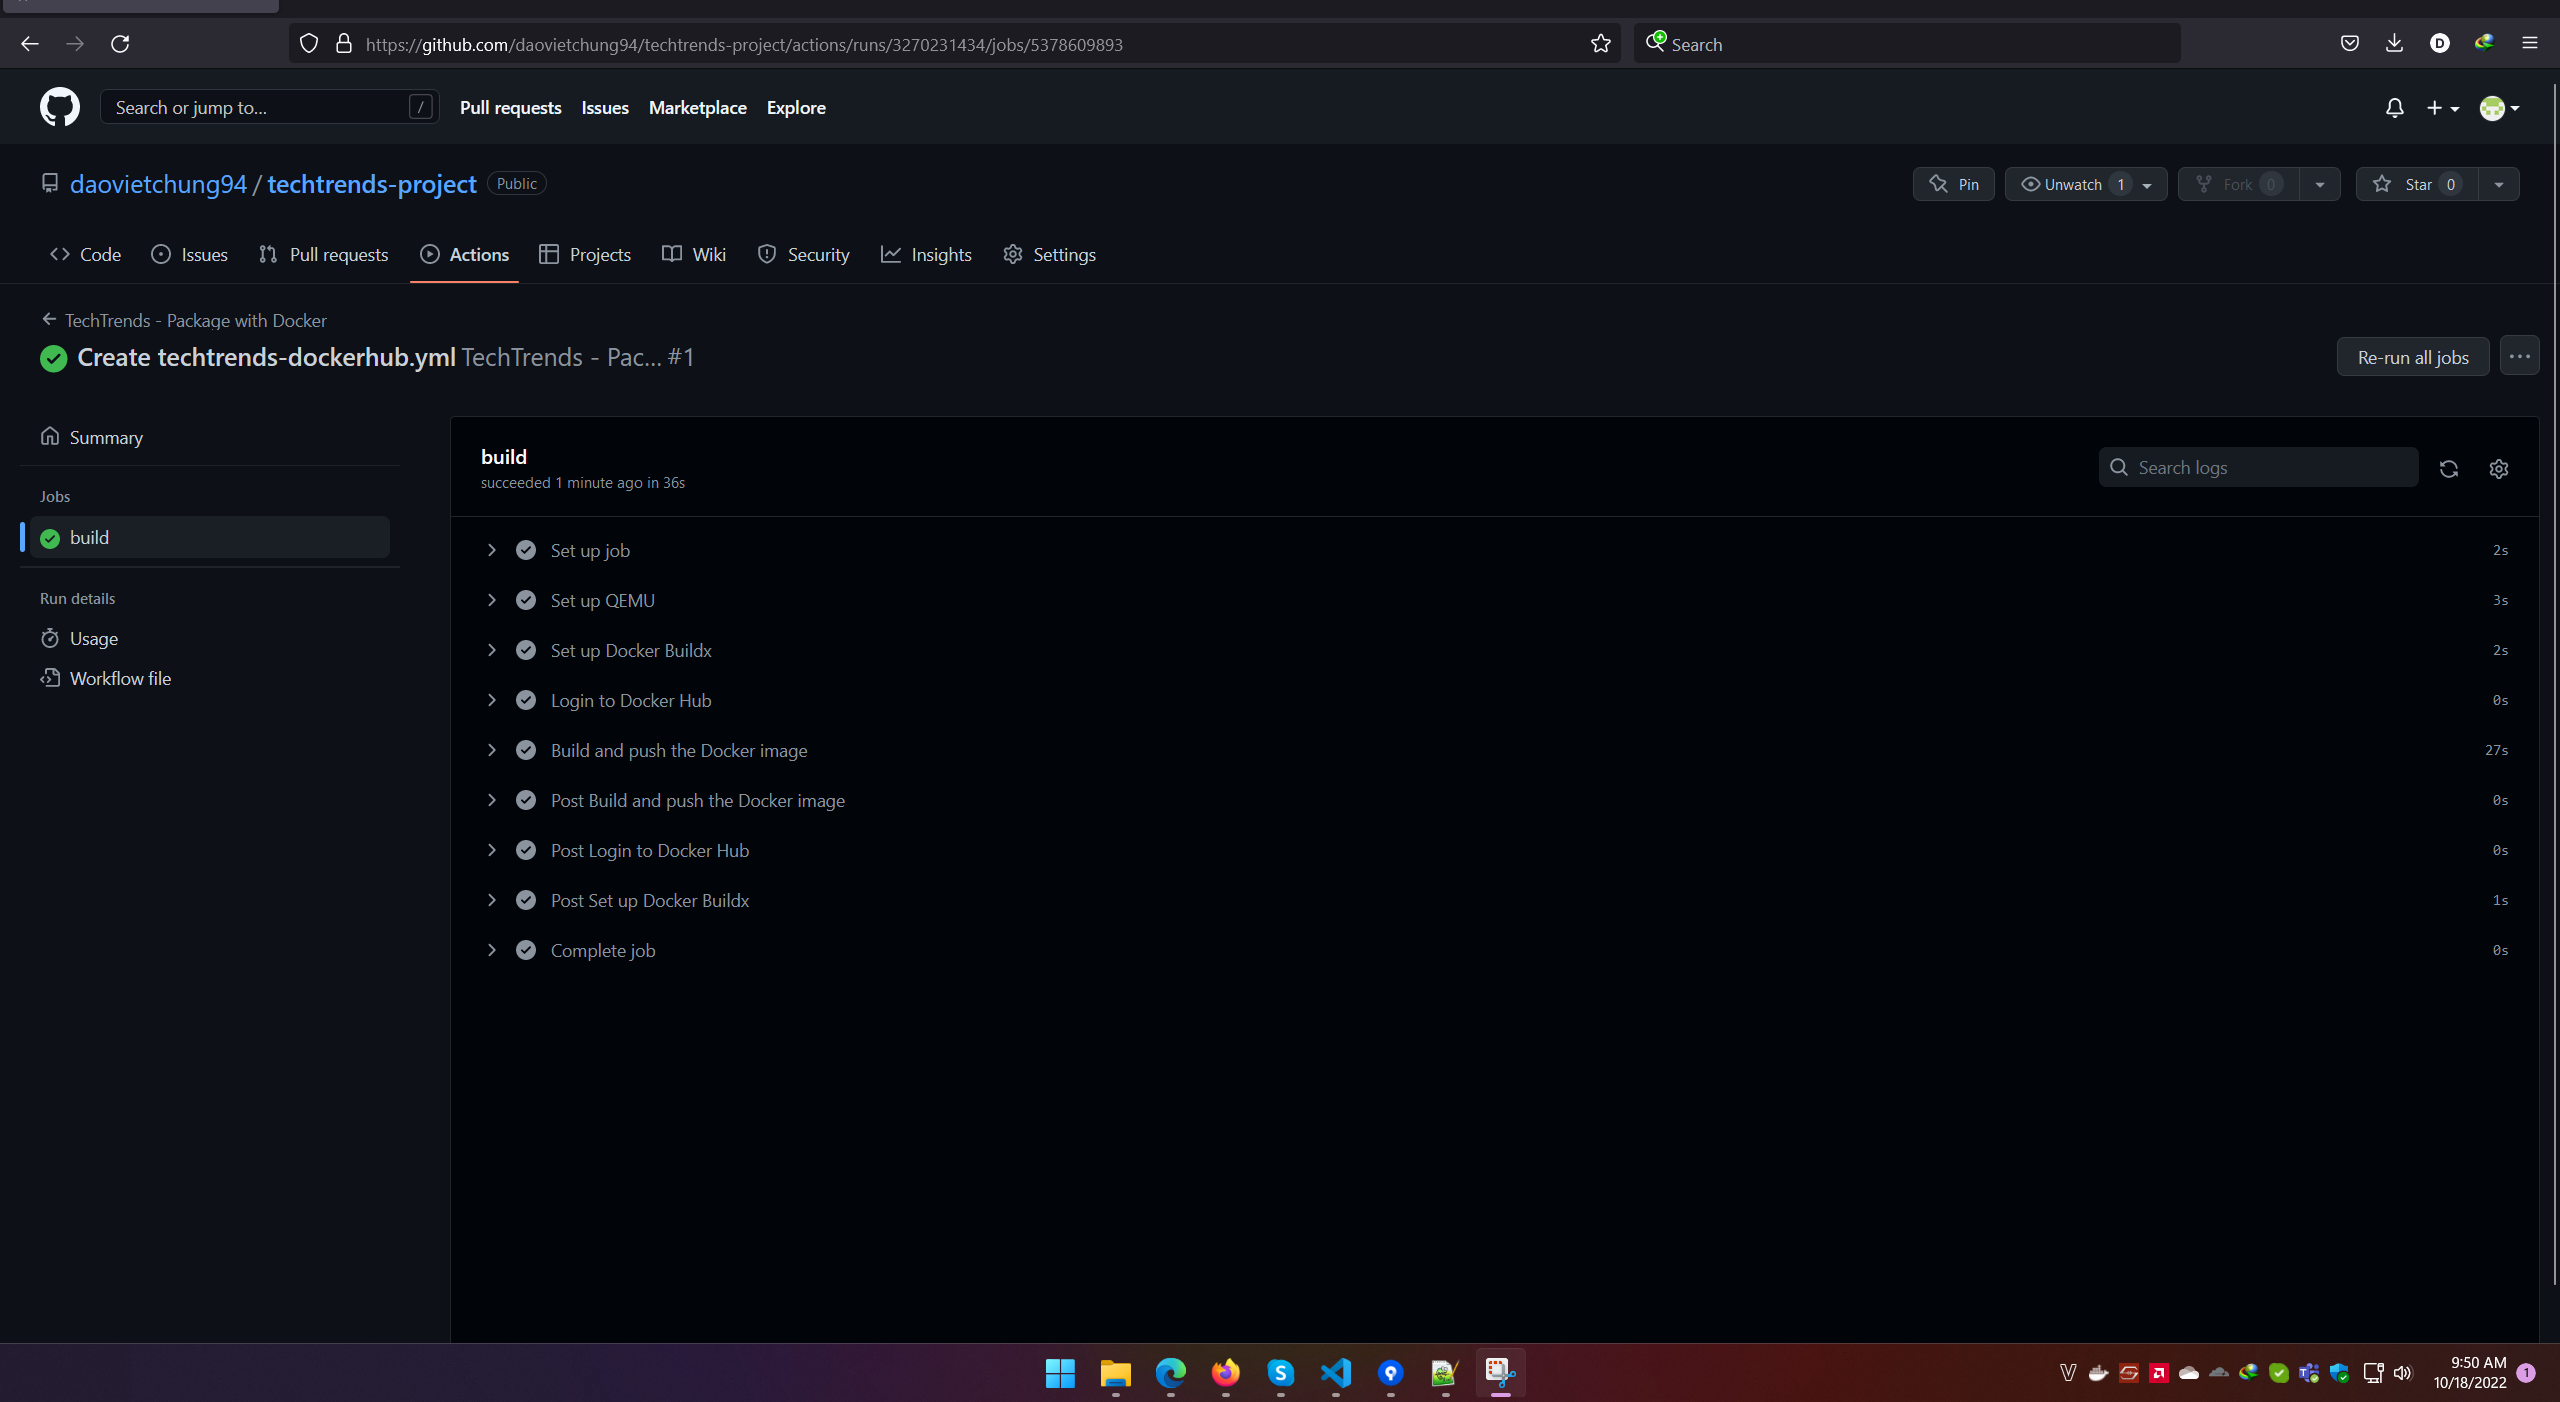 https://github.com/daovietchung94/techtrends-project/actions/runs/3270231434/jobs/5378609893
Search
D
Search or jump to...
/
Pull requests
Issues
Marketplace
Explore
daovietchung94 / techtrends-project
Public
Pin
Unwatch 1
Fork 0
Star 0
Code
Issues
Pull requests
Actions
Projects
Wiki
Security
Insights
Settings
TechTrends - Package with Docker
Create techtrends-dockerhub.yml TechTrends - Pac... #1
Re-run all jobs
Summary
Jobs
build
Run details
Usage
Workflow file
build
succeeded 1 minute ago in 36s
Search logs
Set up job 2s
Set up QEMU 3s
Set up Docker Buildx 2s
Login to Docker Hub 0s
Build and push the Docker image 27s
Post Build and push the Docker image 0s
Post Login to Docker Hub 0s
Post Set up Docker Buildx 1s
Complete job 0s
9:50 AM
10/18/2022
1